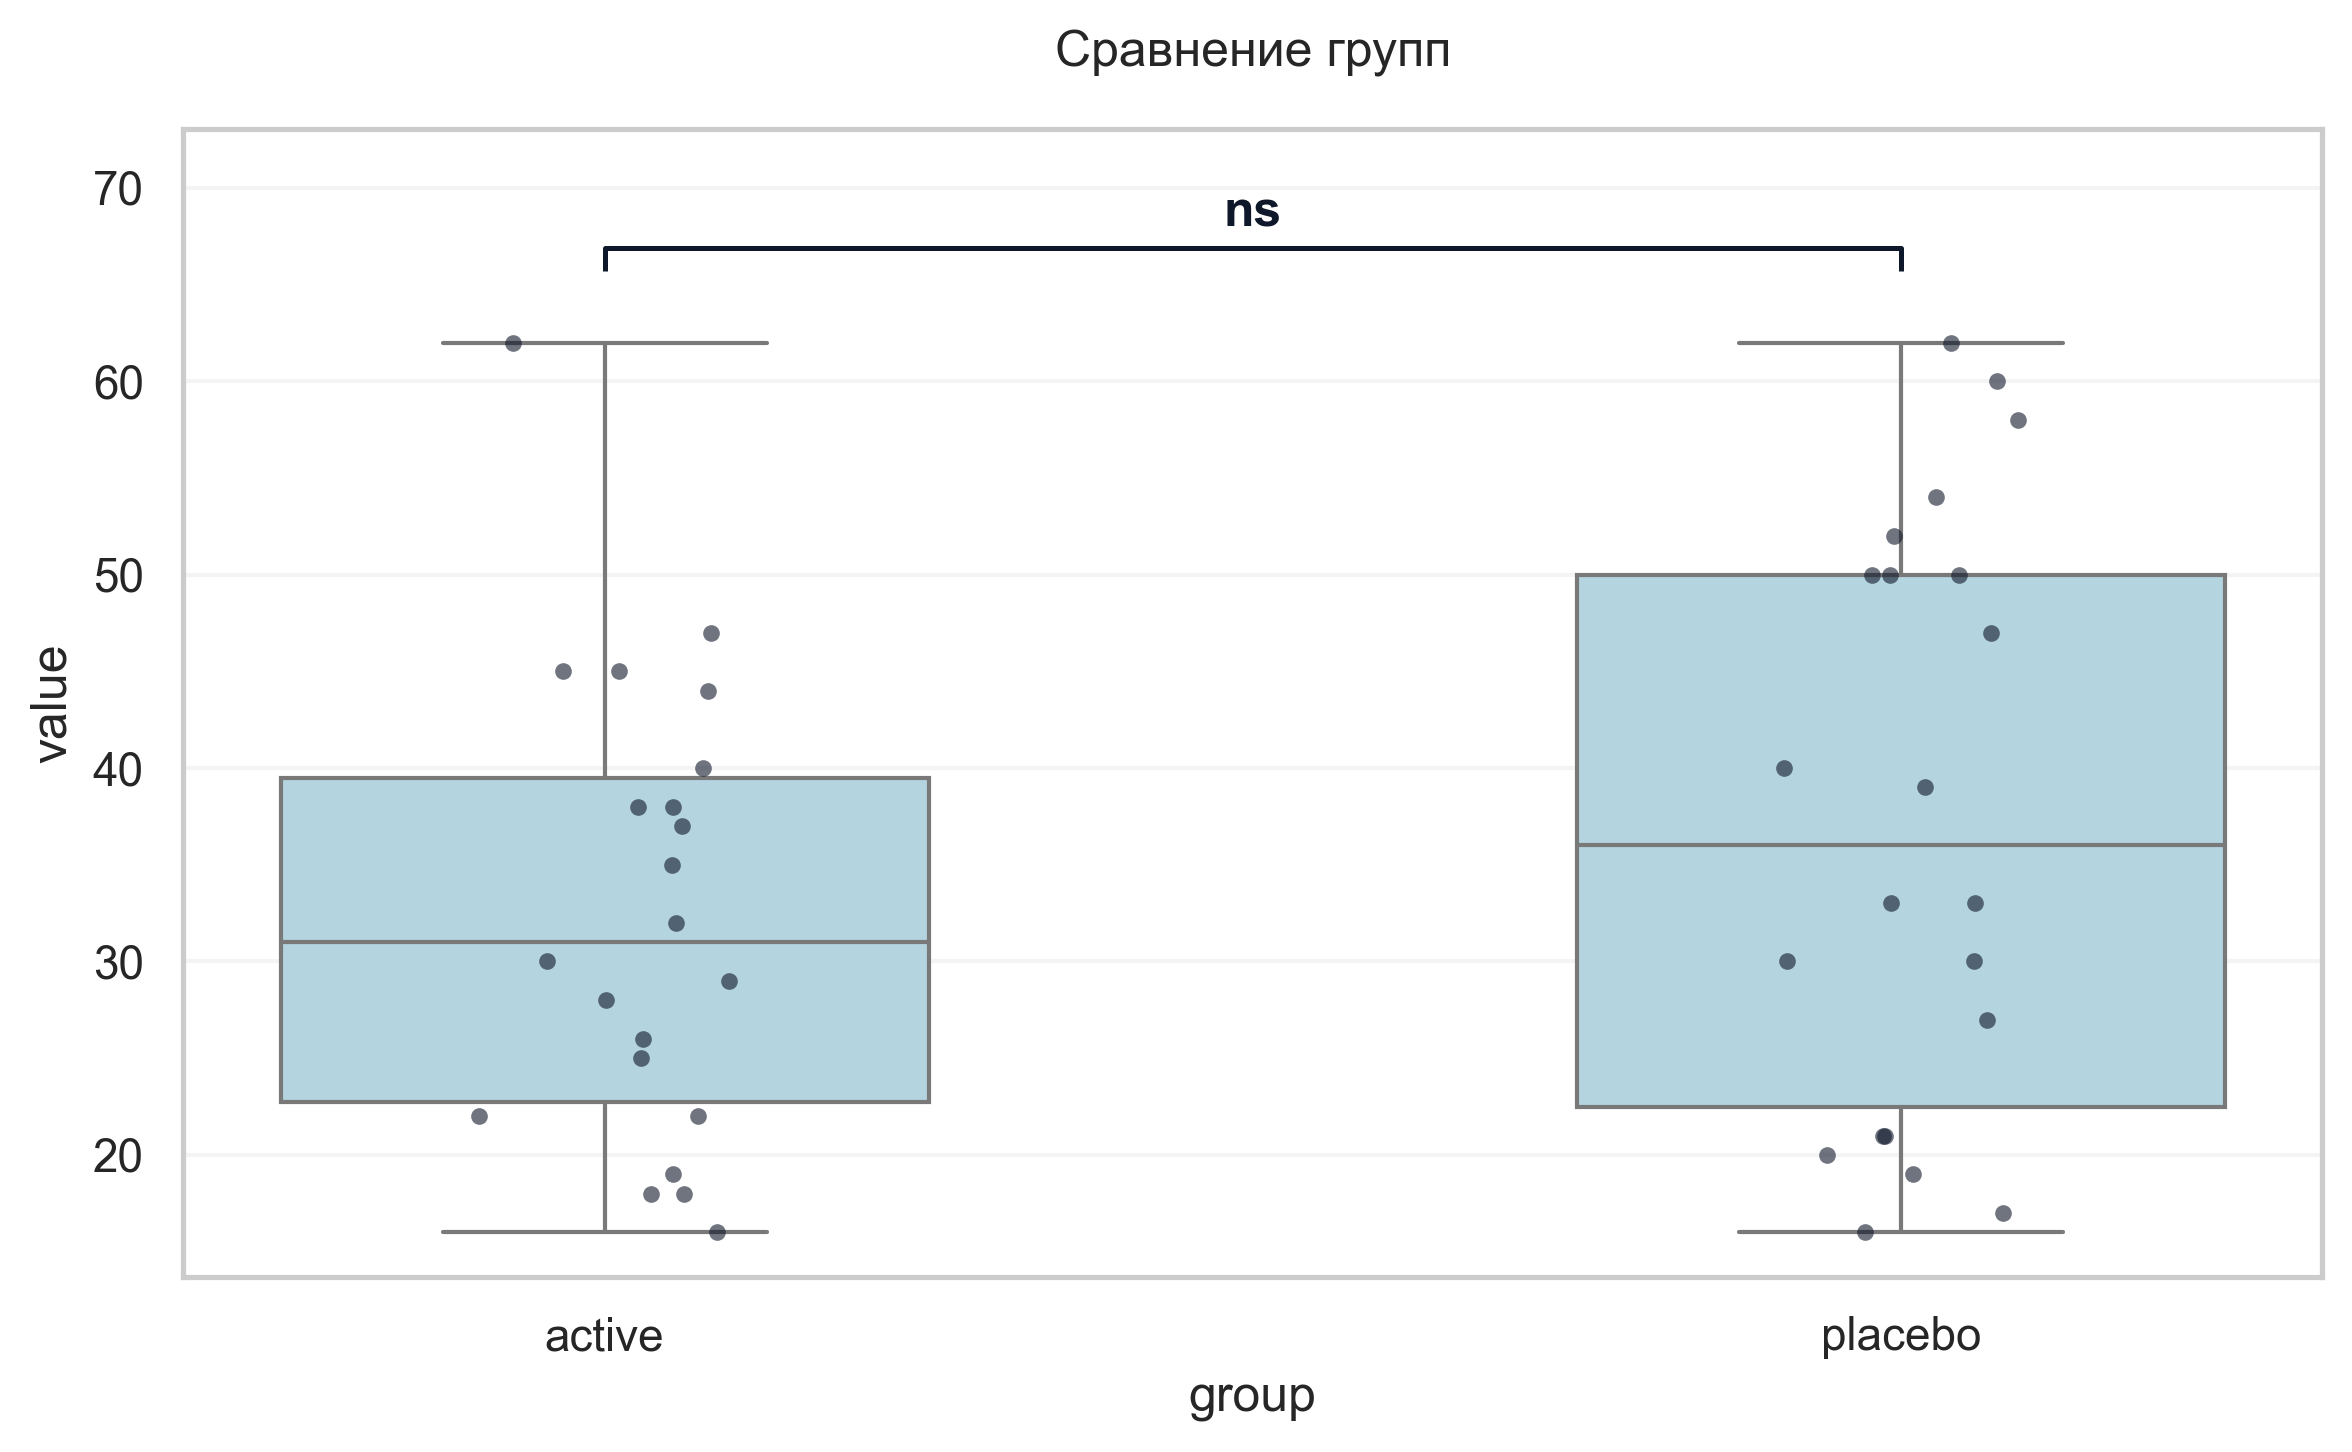 Сравнение групп
70
ns
60
50
40
30
20
value
active
placebo
group